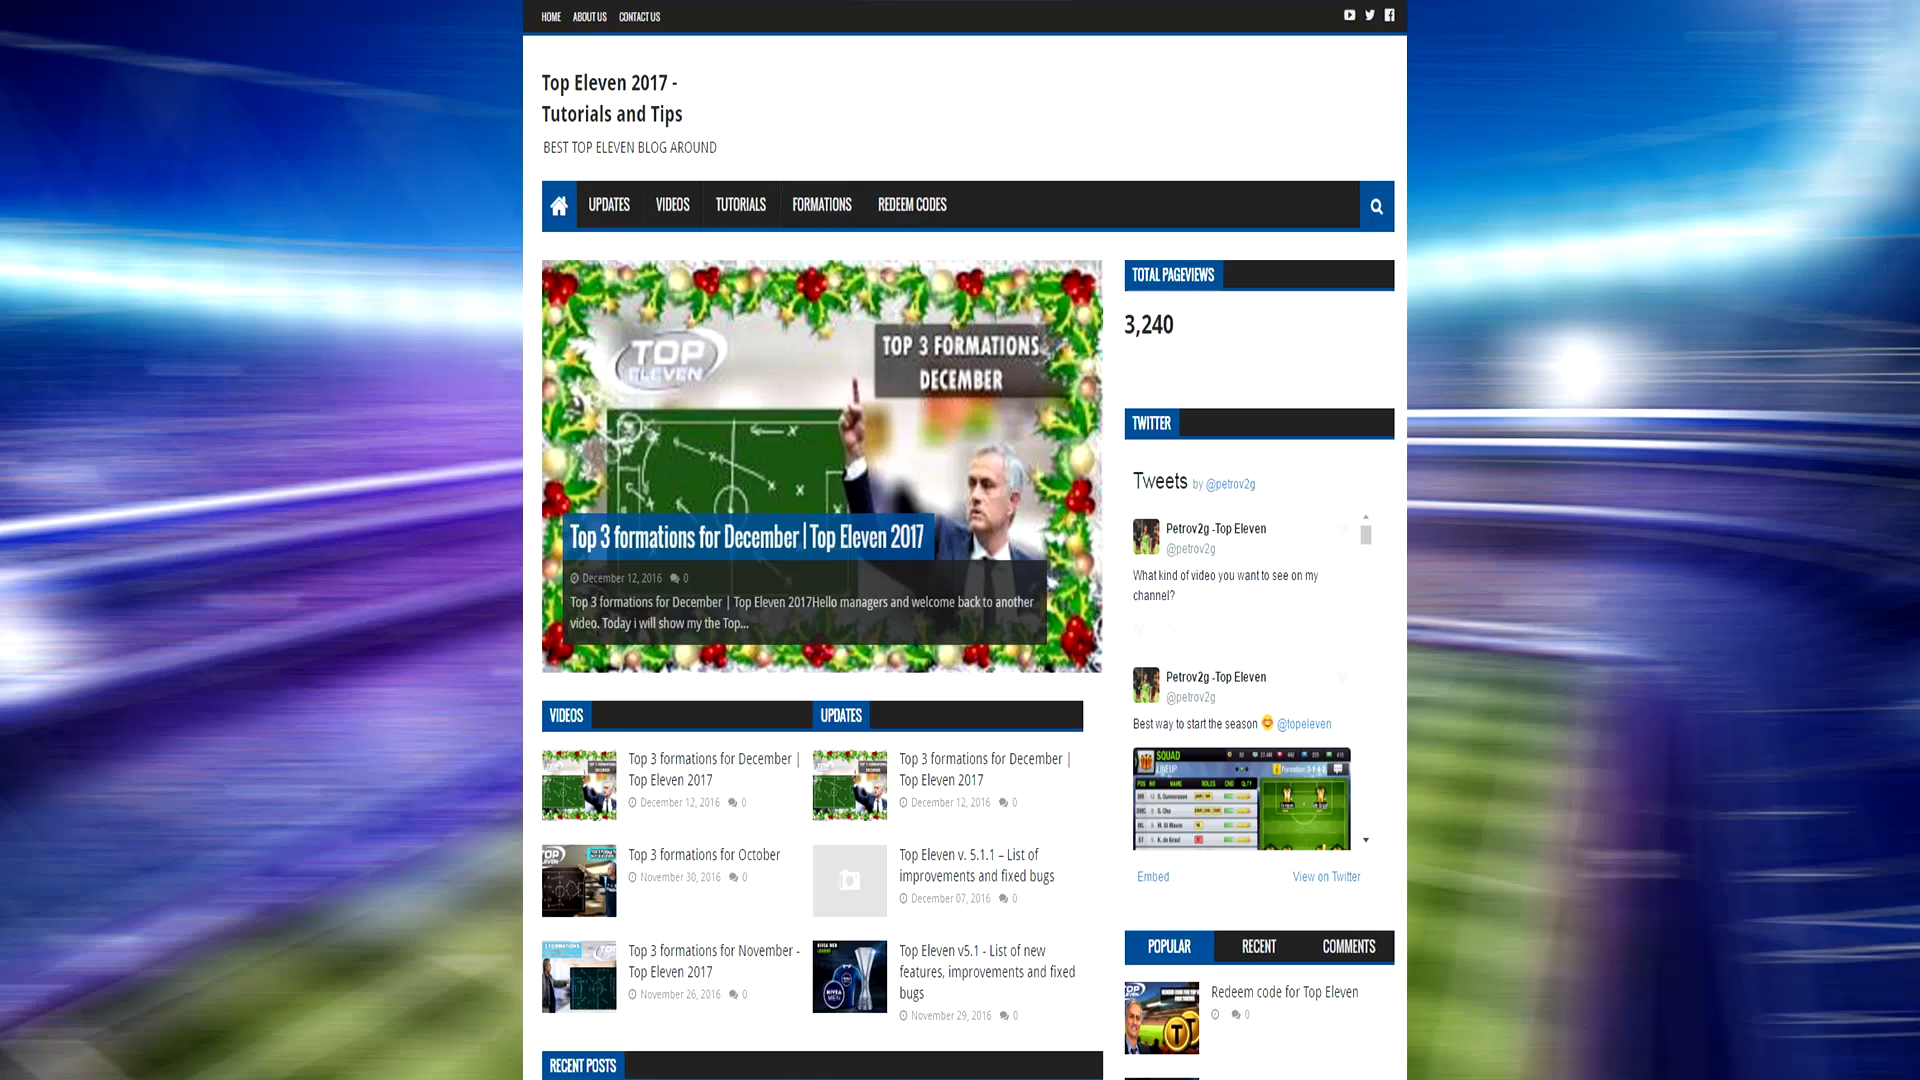 HOME ABOUT US CONTACT US
Top Eleven 2017 -
Tutorials and Tips
BEST TOP ELEVEN BLOG AROUND
UPDATES VIDEOS TUTORIALS FORMATIONS REDEEM CODES
TOP ELEVEN
TOP 3 FORMATIONS
DECEMBER
Top 3 formations for December | Top Eleven 2017
December 12, 2016 0
Top 3 formations for December | Top Eleven 2017Hello managers and welcome back to another
video. Today i will show my the Top...
VIDEOS
Top 3 formations for December |
Top Eleven 2017
December 12, 2016 0
Top 3 formations for October
November 30, 2016 0
Top 3 formations for November -
Top Eleven 2017
November 26, 2016 0
UPDATES
Top 3 formations for December |
Top Eleven 2017
December 12, 2016 0
Top Eleven v. 5.1.1 – List of
improvements and fixed bugs
December 07, 2016 0
Top Eleven v5.1 - List of new
features, improvements and fixed
bugs
November 29, 2016 0
RECENT POSTS
TOTAL PAGEVIEWS
3,240
TWITTER
Tweets by @petrov2g
Petrov2g -Top Eleven
@petrov2g
What kind of video you want to see on my
channel?
Petrov2g -Top Eleven
@petrov2g
Best way to start the season @topeleven
SQUAD
LINEUP
Embed View on Twitter
POPULAR RECENT COMMENTS
Redeem code for Top Eleven
0